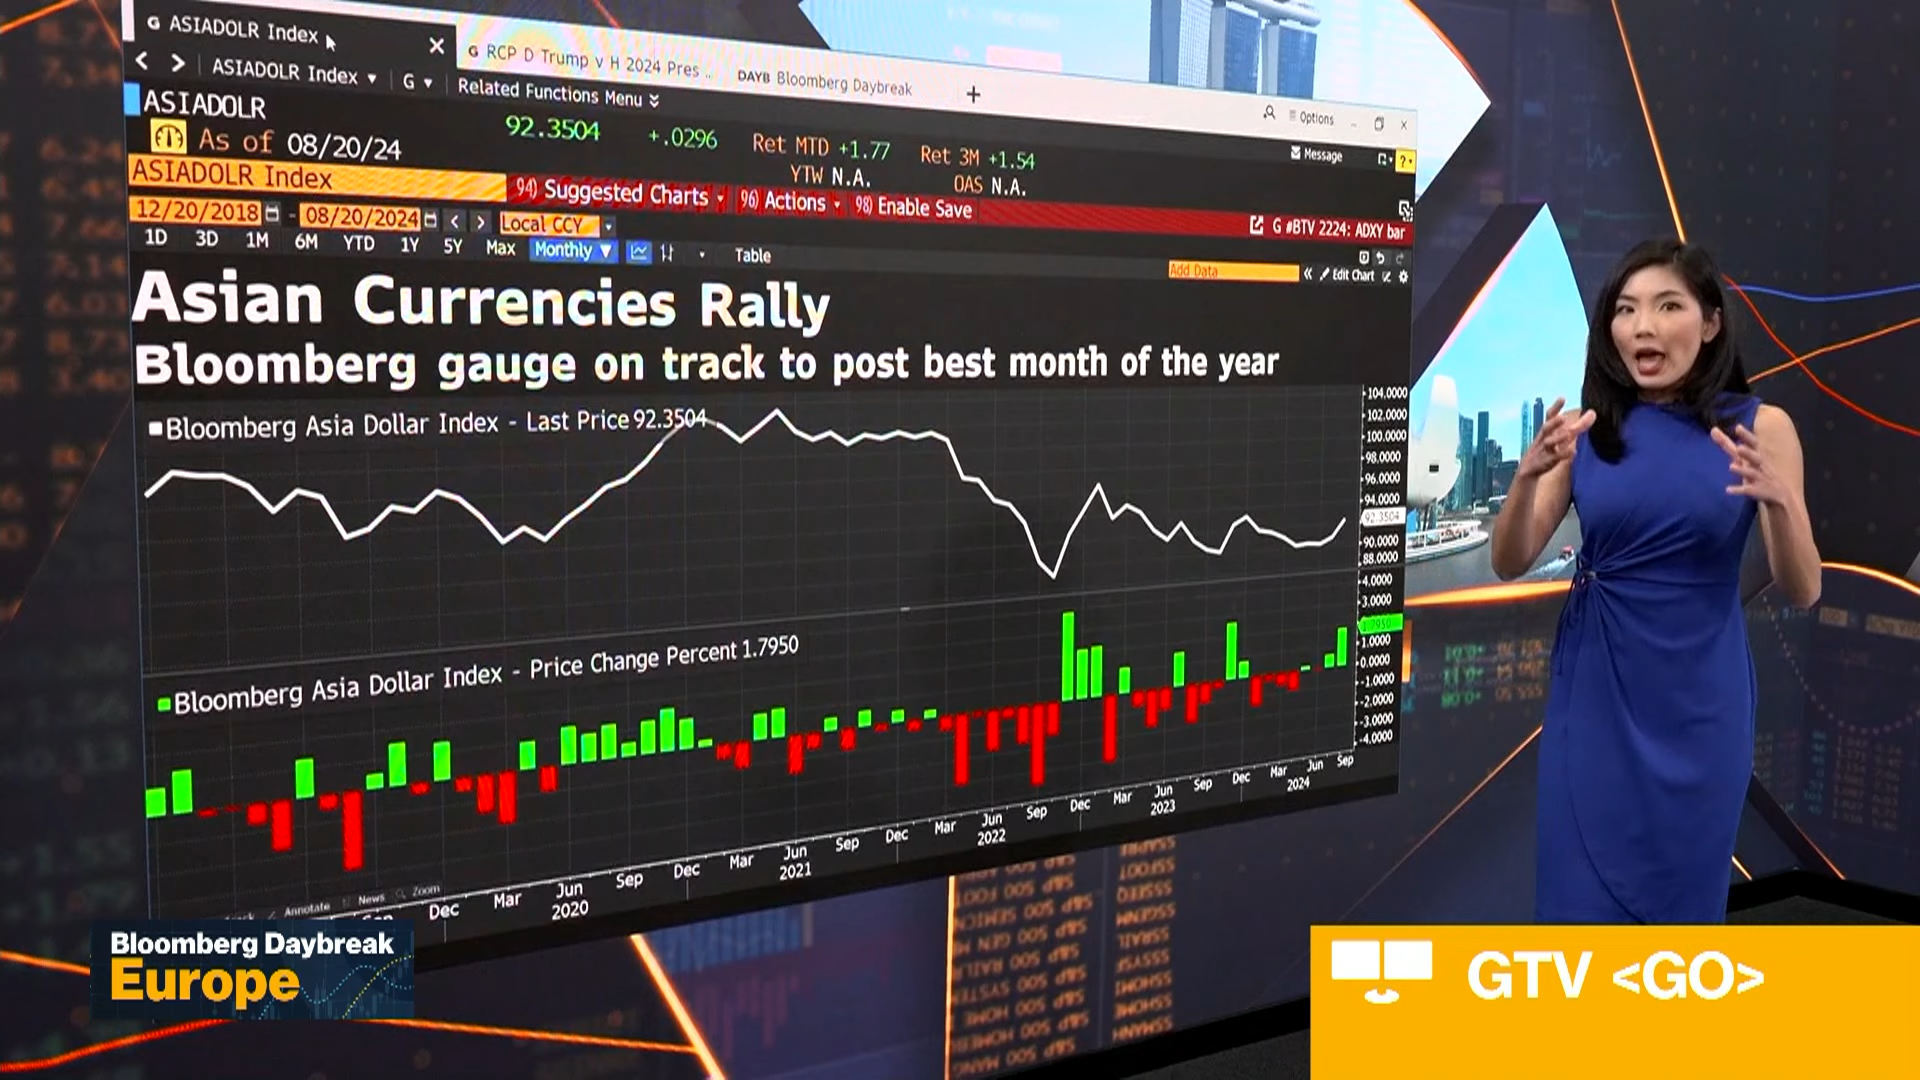 G ASIADOLR Index
G RCP D Trump v H 2024 Pres ..
DAYB Bloomberg Daybreak
ASIADOLR Index
G
Related Functions Menu
Options
ASIADOLR
92.3504
+.0296
Ret MTD +1.77
Ret 3M +1.54
Message
As of 08/20/24
YTW N.A.
OAS N.A.
ASIADOLR Index
94) Suggested Charts
96) Actions
98) Enable Save
G #BTV 2224: ADXY bar
12/20/2018 - 08/20/2024
Local CCY
1D 3D 1M 6M YTD 1Y 5Y Max
Monthly
Table
Add Data
Edit Chart
Asian Currencies Rally
Bloomberg gauge on track to post best month of the year
Bloomberg Asia Dollar Index - Last Price 92.3504
104.0000
102.0000
100.0000
98.0000
96.0000
94.0000
92.3504
90.0000
88.0000
4.0000
3.0000
1.7950
1.0000
0.0000
-1.0000
-2.0000
-3.0000
-4.0000
Bloomberg Asia Dollar Index - Price Change Percent 1.7950
Annotate
News
Zoom
Dec Mar Jun Sep Dec Mar Jun Sep Dec Mar Jun Sep Dec Mar Jun Sep Dec Mar Jun Sep
2020 2021 2022 2023 2024
Bloomberg Daybreak
Europe
GTV <GO>